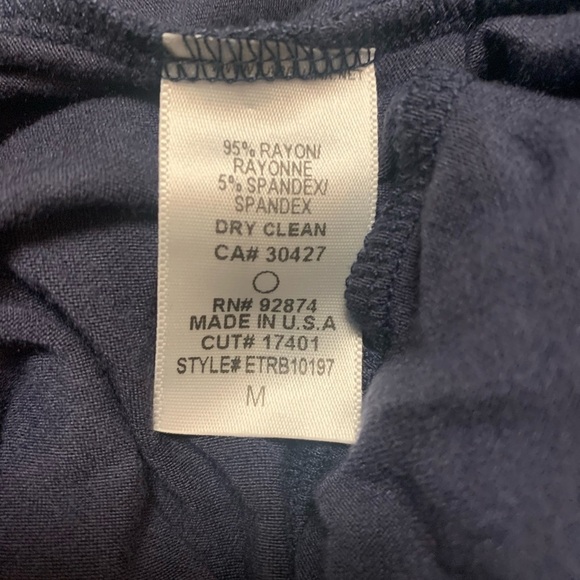 95% RAYON/
RAYONNE
5% SPANDEX/
SPANDEX
DRY CLEAN
CA# 30427
RN# 92874
MADE IN U.S.A
CUT# 17401
STYLE# ETRB10197
M